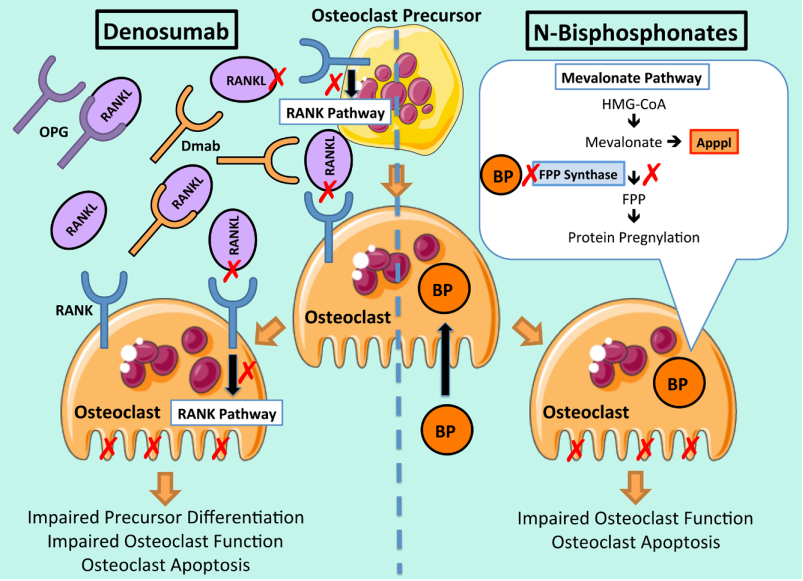 Denosumab
Osteoclast Precursor
N-Bisphosphonates
RANKL
RANK Pathway
OPG
RANKL
Dmab
RANKL
RANKL
RANKL
RANKL
RANK
Osteoclast
RANK Pathway
Osteoclast
BP
BP
Mevalonate Pathway
HMG-CoA
Mevalonate
Apppl
BP
FPP Synthase
FPP
Protein Pregnylation
Osteoclast
BP
Impaired Precursor Differentiation
Impaired Osteoclast Function
Osteoclast Apoptosis
Impaired Osteoclast Function
Osteoclast Apoptosis